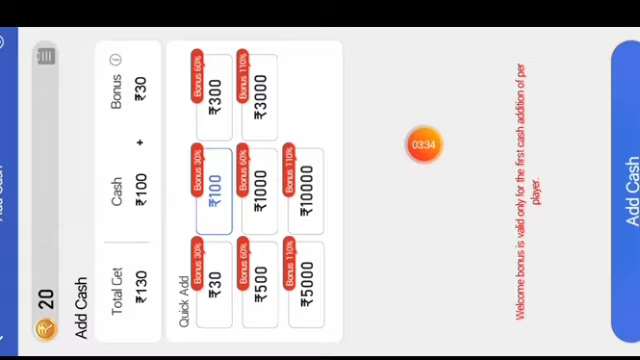 Add Cash
₹ 20
Add Cash
Total Get Cash + Bonus
₹130 ₹100 ₹30
Quick Add
Bonus 30% Bonus 30% Bonus 60%
₹30 ₹100 ₹300
Bonus 60% Bonus 60% Bonus 110%
₹500 ₹1000 ₹3000
Bonus 110% Bonus 110%
₹5000 ₹10000
03:34
Welcome bonus is valid only for the first cash addition of per
player.
Add Cash